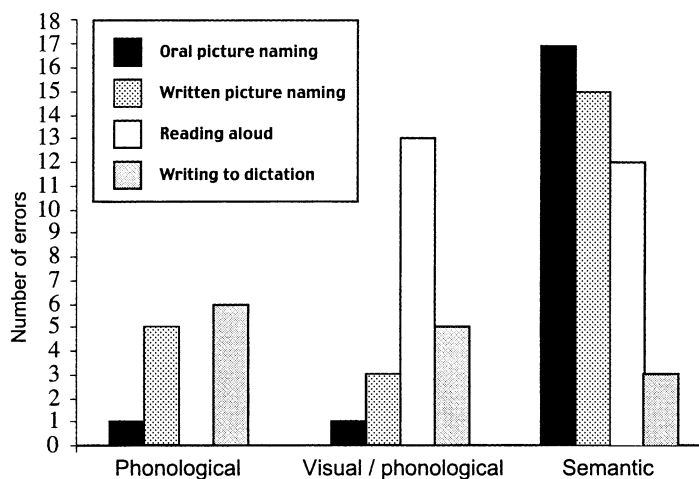 18
17
16
15
14
13
12
11
10
9
8
7
6
5
4
3
2
1
0
Number of errors
Oral picture naming
Written picture naming
Reading aloud
Writing to dictation
Phonological
Visual / phonological
Semantic